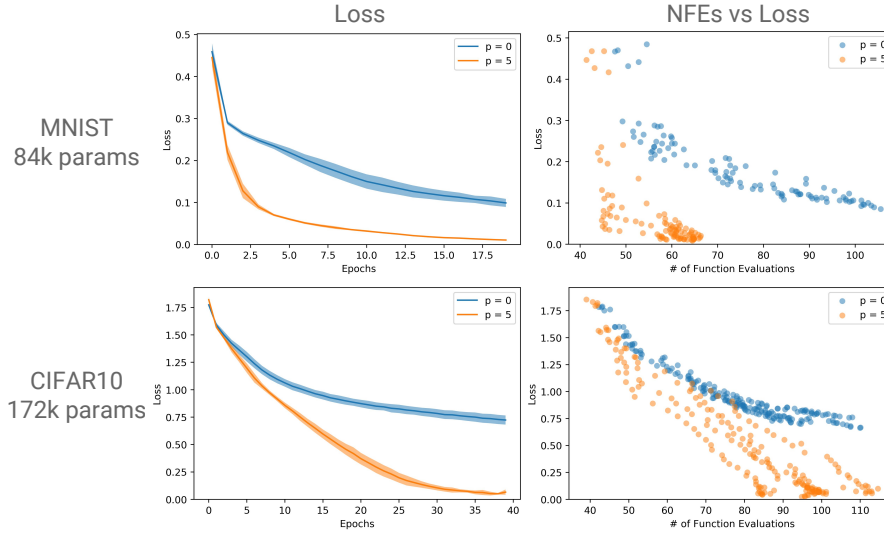 Loss
NFEs vs Loss
MNIST
84k params
CIFAR10
172k params
0.5
0.4
0.3
0.2
0.1
0.0
Loss
0.0 2.5 5.0 7.5 10.0 12.5 15.0 17.5
Epochs
p = 0
p = 5
0.5
0.4
0.3
0.2
0.1
0.0
Loss
40 50 60 70 80 90 100
# of Function Evaluations
p = 0
p = 5
1.75
1.50
1.25
1.00
0.75
0.50
0.25
0.00
Loss
0 5 10 15 20 25 30 35 40
Epochs
p = 0
p = 5
1.75
1.50
1.25
1.00
0.75
0.50
0.25
0.00
Loss
40 50 60 70 80 90 100 110
# of Function Evaluations
p = 0
p = 5